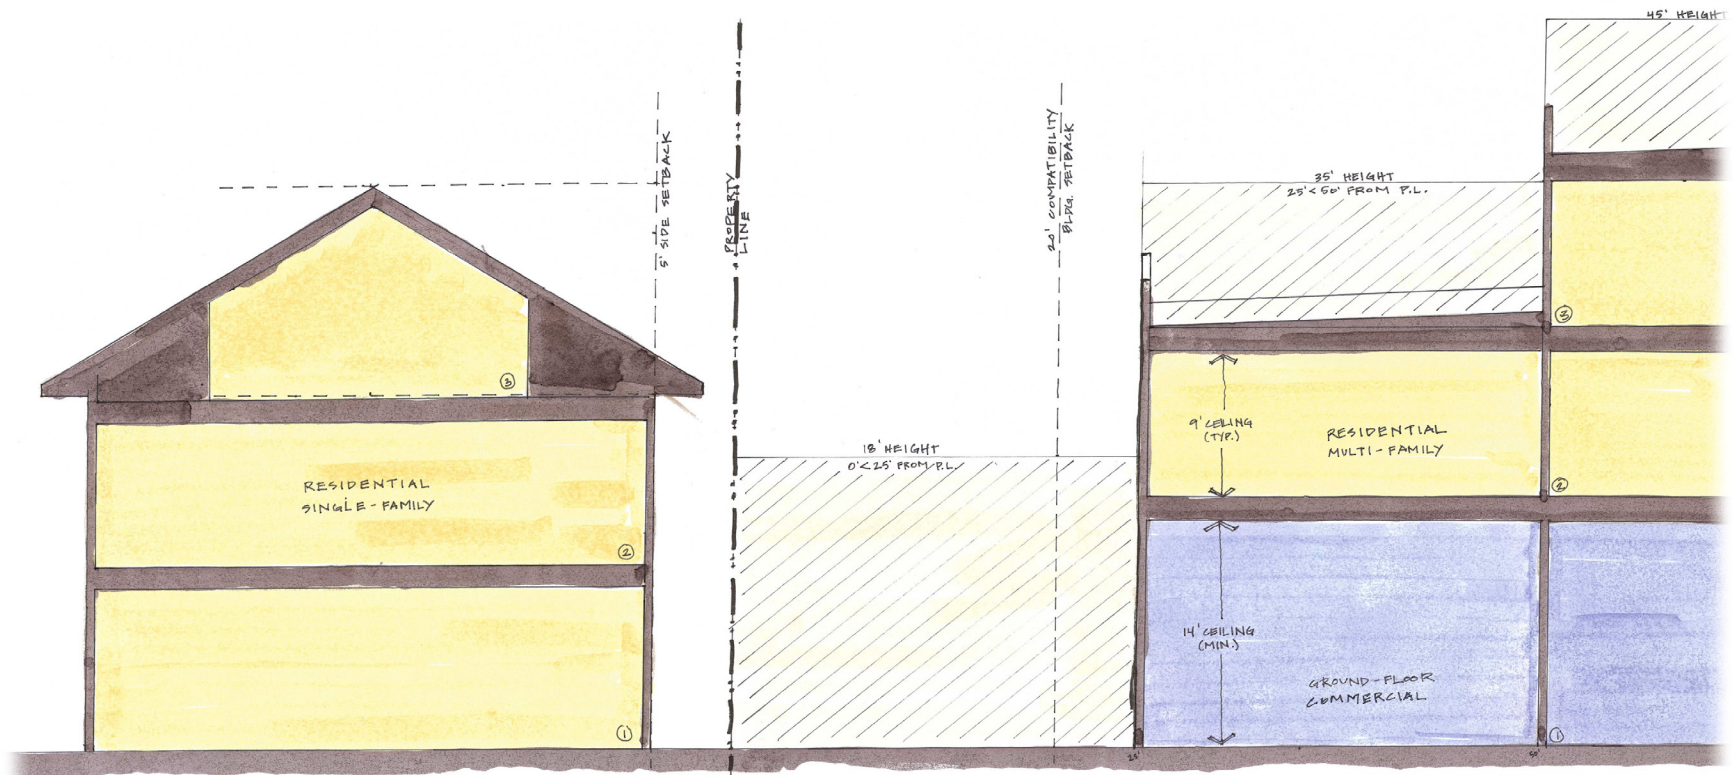 45' HEIGHT
5' SIDE SETBACK
PROPERTY
LINE
20' COMPATIBILITY
BLDG. SETBACK
35' HEIGHT
25'<50' FROM P.L.
3
3
9' CEILING
(TYP.)
RESIDENTIAL
MULTI-FAMILY
18' HEIGHT
0'<25' FROM P.L.
RESIDENTIAL
SINGLE-FAMILY
2
2
14' CEILING
(MIN.)
GROUND-FLOOR
COMMERCIAL
1
1
25'
50'